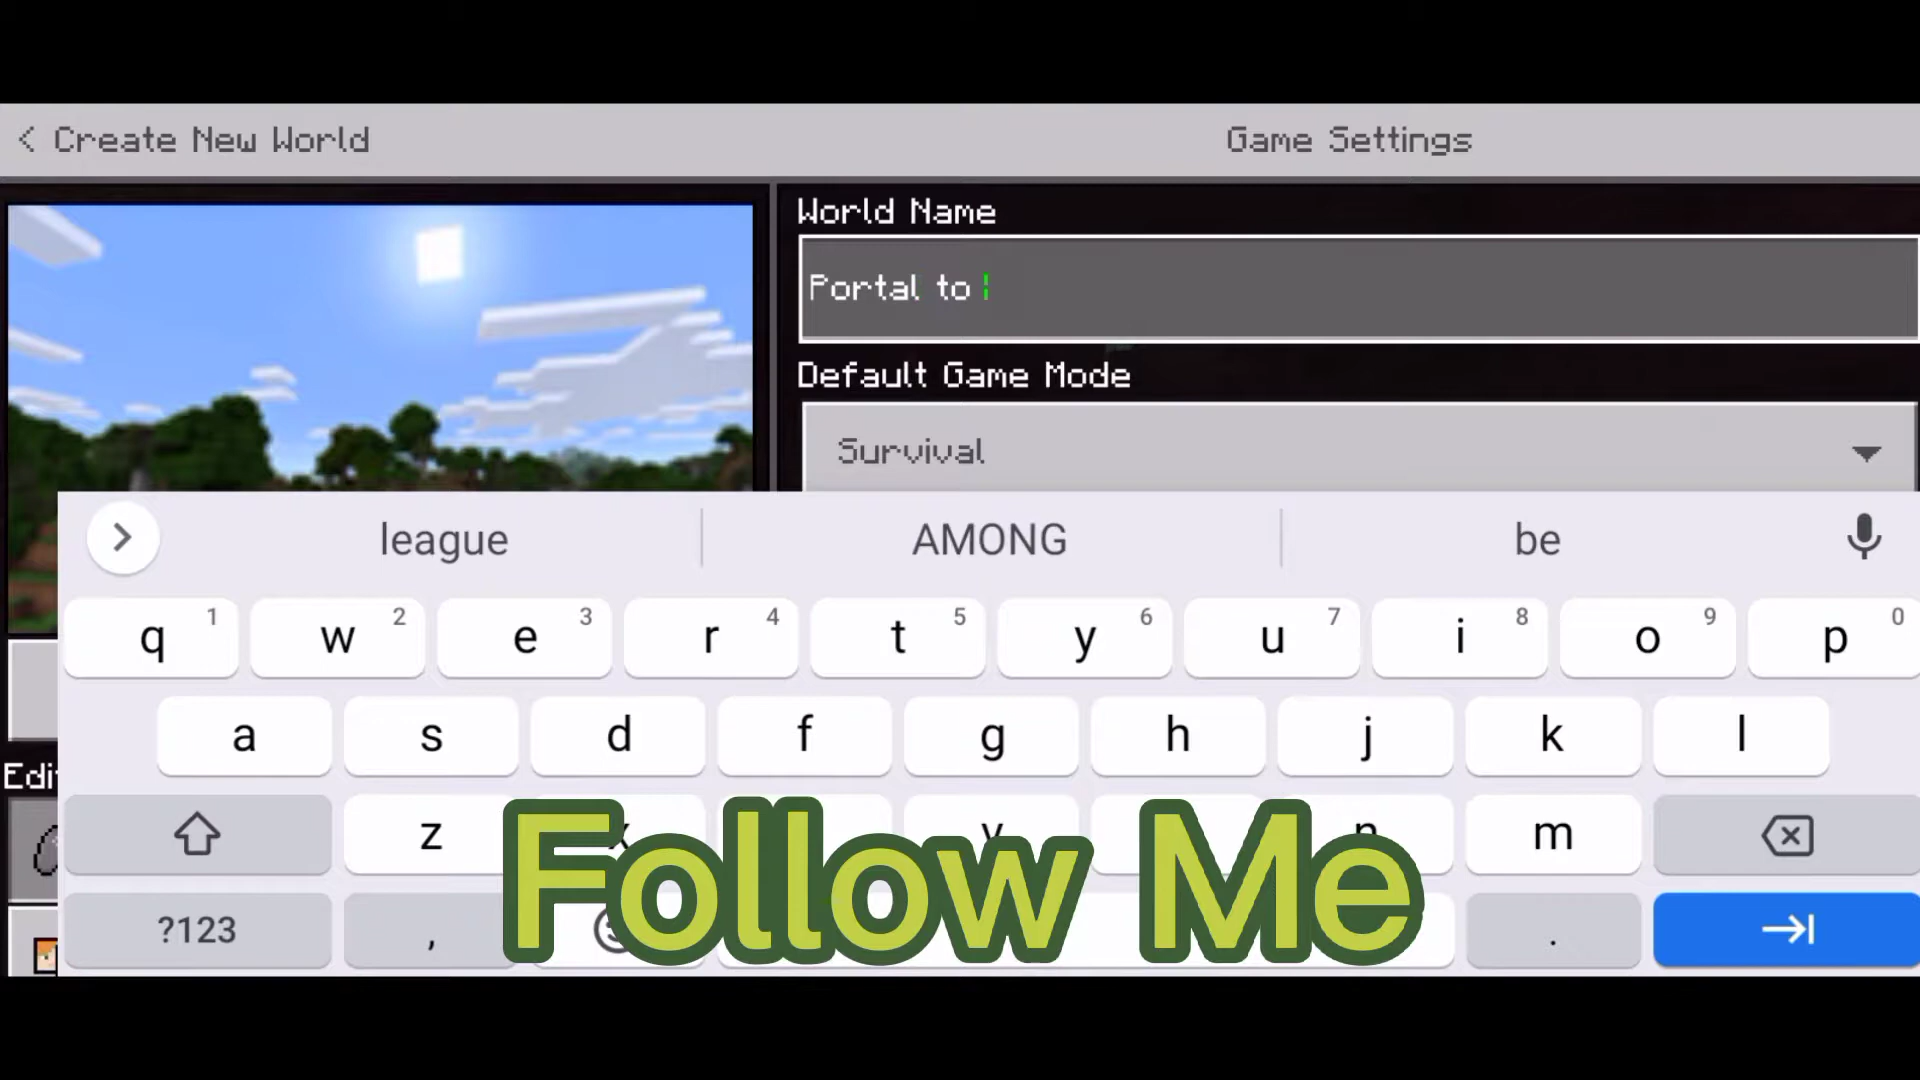 Create New World
Game Settings
World Name
Portal to
Default Game Mode
Survival
league AMONG be
q 1 w 2 e 3 r 4 t 5 y 6 u 7 i 8 o 9 p 0
a s d f g h j k l
Edi
z x v n m
?123 , .
Follow Me